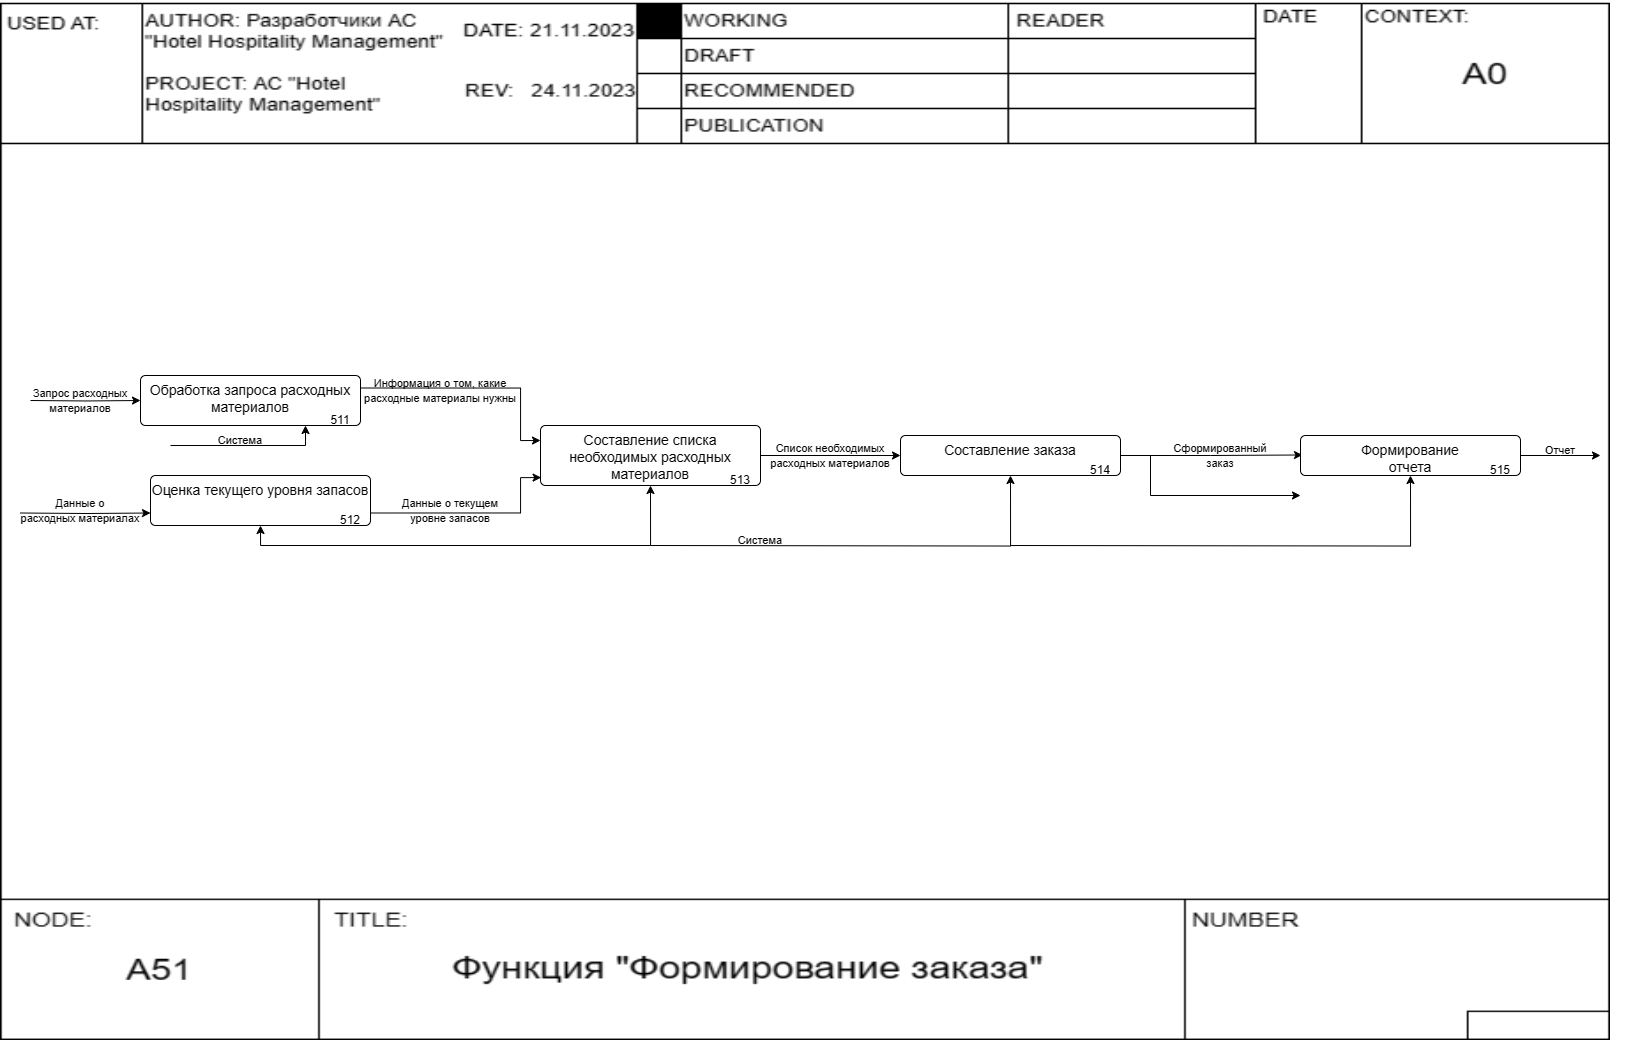 USED AT:
AUTHOR: Разработчики АС
"Hotel Hospitality Management"
DATE: 21.11.2023
PROJECT: АС "Hotel
Hospitality Management"
REV: 24.11.2023
WORKING
DRAFT
RECOMMENDED
PUBLICATION
READER
DATE
CONTEXT:
A0
Запрос расходных
материалов
Обработка запроса расходных
материалов
511
Система
Информация о том, какие
расходные материалы нужны
Данные о
расходных материалах
Оценка текущего уровня запасов
512
Данные о текущем
уровне запасов
Составление списка
необходимых расходных
материалов
513
Список необходимых
расходных материалов
Составление заказа
514
Сформированный
заказ
Формирование
отчета
515
Отчет
Система
NODE:
A51
TITLE:
Функция "Формирование заказа"
NUMBER